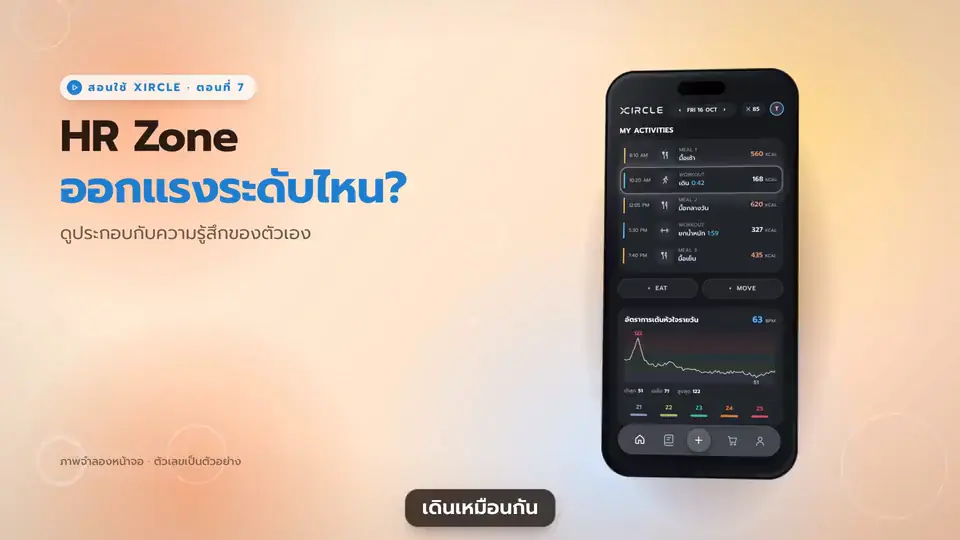 สอนใช้ XIRCLE · ตอนที่ 7
HR Zone
ออกแรงระดับไหน?
ดูประกอบกับความรู้สึกของตัวเอง
ภาพจำลองหน้าจอ · ตัวเลขเป็นตัวอย่าง
XIRCLE
‹ FRI 16 OCT ›
X 85
T
MY ACTIVITIES
8:10 AM MEAL 1 560 KCAL
มื้อเช้า
10:20 AM WORKOUT 168 KCAL
เดิน 0:42
12:05 PM MEAL 2 620 KCAL
มื้อกลางวัน
5:30 PM WORKOUT 327 KCAL
ยกน้ำหนัก 1:59
7:40 PM MEAL 3 435 KCAL
มื้อเย็น
+ EAT
+ MOVE
อัตราการเต้นหัวใจรายวัน 63 BPM
122
51
ต่ำสุด 51 เฉลี่ย 71 สูงสุด 122
Z1 Z2 Z3 Z4 Z5
เดินเหมือนกัน